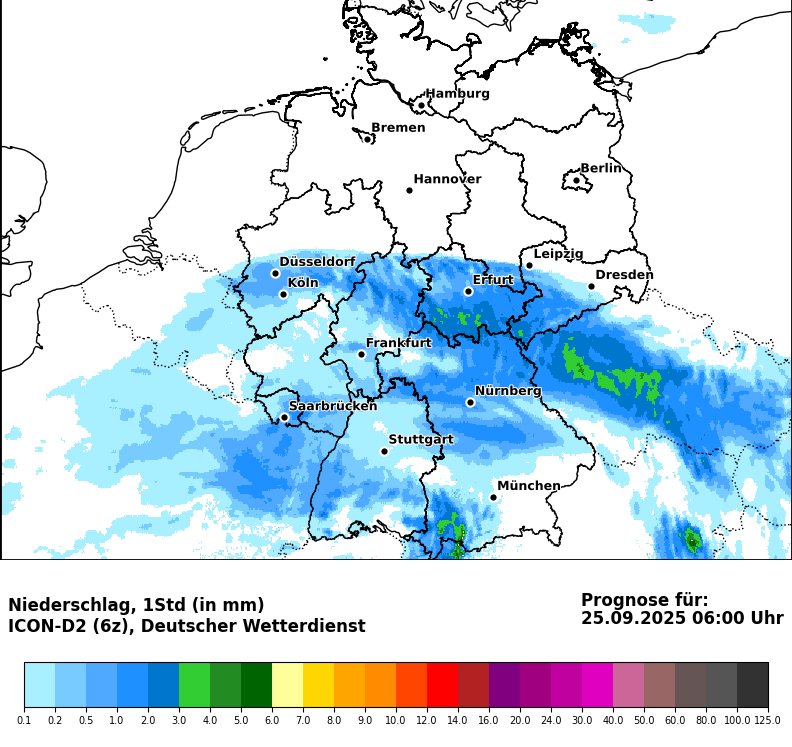 Hamburg
Bremen
Berlin
Hannover
Leipzig
Düsseldorf
Dresden
Köln
Erfurt
Frankfurt
Nürnberg
Saarbrücken
Stuttgart
München
Niederschlag, 1Std (in mm)
ICON-D2 (6z), Deutscher Wetterdienst
Prognose für:
25.09.2025 06:00 Uhr
0.1 0.2 0.5 1.0 2.0 3.0 4.0 5.0 6.0 7.0 8.0 9.0 10.0 12.0 14.0 16.0 20.0 24.0 30.0 40.0 50.0 60.0 80.0 100.0 125.0